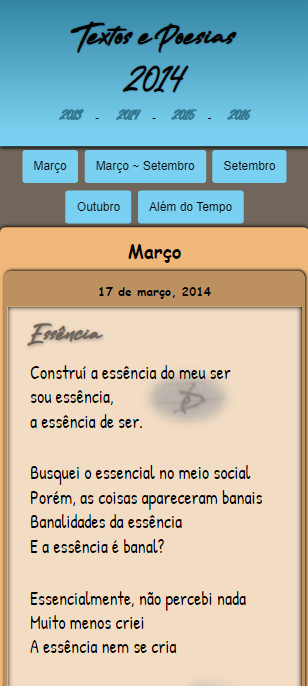 Textos e Poesias
2014
2013 - 2014 - 2015 - 2016
Março
Março ~ Setembro
Setembro
Outubro
Além do Tempo
Março
17 de março, 2014
Essência
Construí a essência do meu ser
sou essência,
a essência de ser.
Busquei o essencial no meio social
Porém, as coisas apareceram banais
Banalidades da essência
E a essência é banal?
Essencialmente, não percebi nada
Muito menos criei
A essência nem se cria